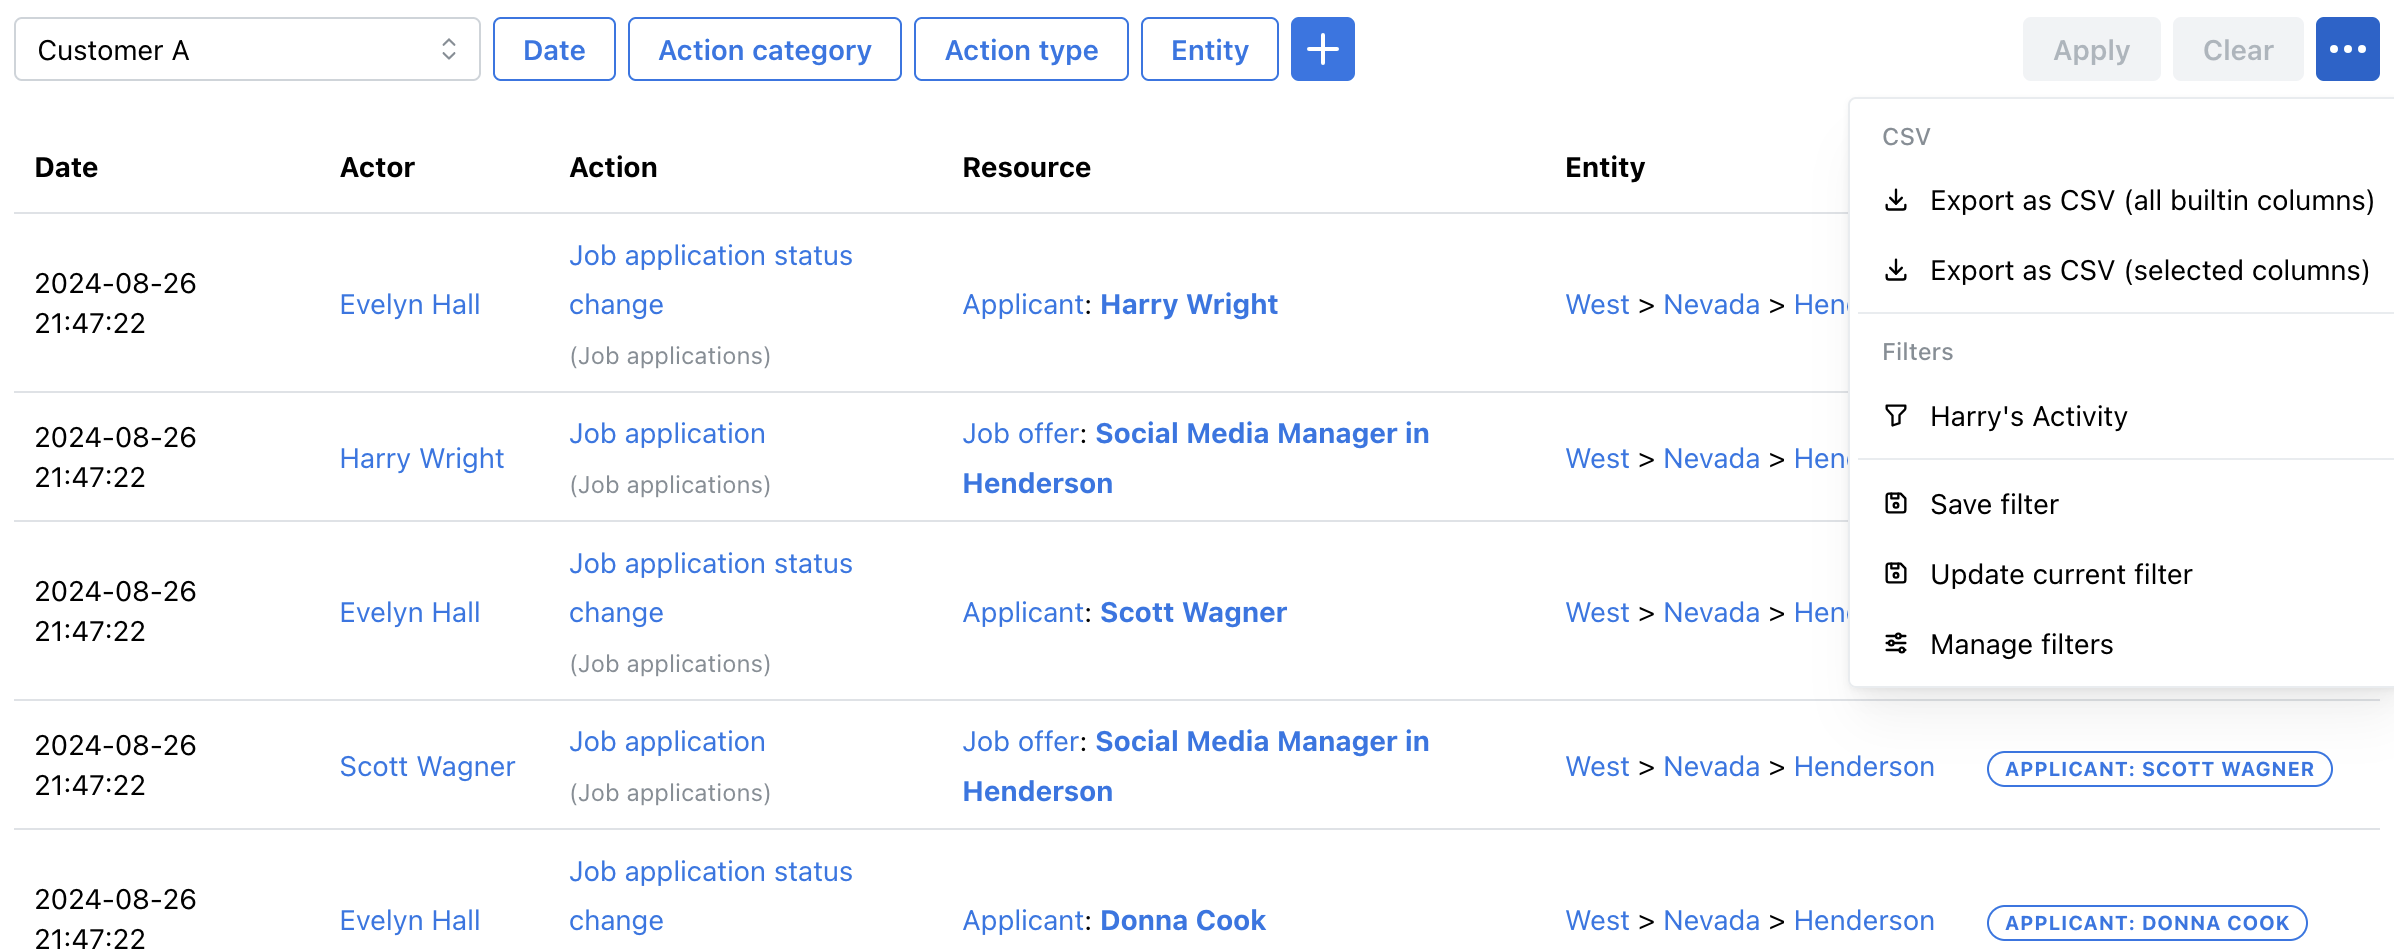 Customer A
Date
Action category
Action type
Entity
Apply
Clear
Date Actor Action Resource Entity
2024-08-26
21:47:22
Evelyn Hall
Job application status
change
(Job applications)
Applicant: Harry Wright
West > Nevada >
2024-08-26
21:47:22
Harry Wright
Job application
(Job applications)
Job offer: Social Media Manager in
Henderson
West > Nevada >
2024-08-26
21:47:22
Evelyn Hall
Job application status
change
(Job applications)
Applicant: Scott Wagner
West > Nevada >
2024-08-26
21:47:22
Scott Wagner
Job application
(Job applications)
Job offer: Social Media Manager in
Henderson
West > Nevada > Henderson
APPLICANT: SCOTT WAGNER
2024-08-26
21:47:22
Evelyn Hall
Job application status
change
Applicant: Donna Cook
West > Nevada > Henderson
APPLICANT: DONNA COOK
CSV
Export as CSV (all builtin columns)
Export as CSV (selected columns)
Filters
Harry's Activity
Save filter
Update current filter
Manage filters